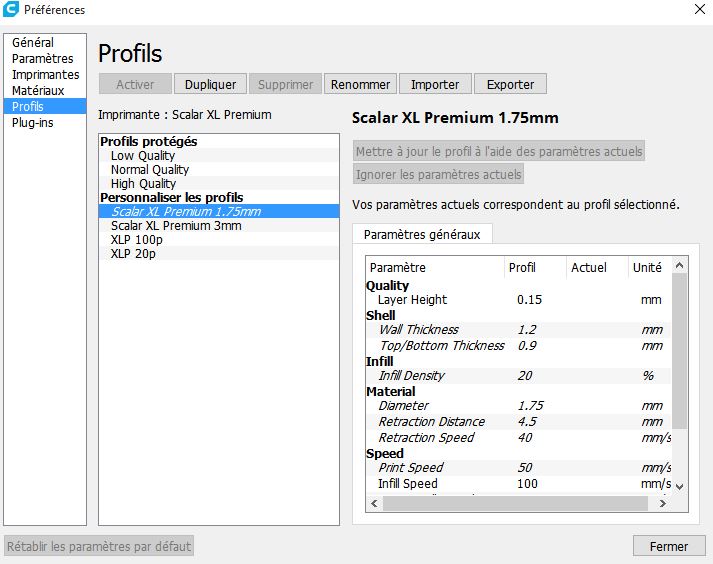 Préférences
Général
Paramètres
Imprimantes
Matériaux
Profils
Plug-ins
Profils
Activer Dupliquer Supprimer Renommer Importer Exporter
Imprimante : Scalar XL Premium
Profils protégés
Low Quality
Normal Quality
High Quality
Personnaliser les profils
Scalar XL Premium 1.75mm
Scalar XL Premium 3mm
XLP 100p
XLP 20p
Scalar XL Premium 1.75mm
Mettre à jour le profil à l'aide des paramètres actuels
Ignorer les paramètres actuels
Vos paramètres actuels correspondent au profil sélectionné.
Paramètres généraux
Paramètre Profil Actuel Unité
Quality
Layer Height 0.15 mm
Shell
Wall Thickness 1.2 mm
Top/Bottom Thickness 0.9 mm
Infill
Infill Density 20 %
Material
Diameter 1.75 mm
Retraction Distance 4.5 mm
Retraction Speed 40 mm/s
Speed
Print Speed 50 mm/s
Infill Speed 100 mm/s
Rétablir les paramètres par défaut
Fermer